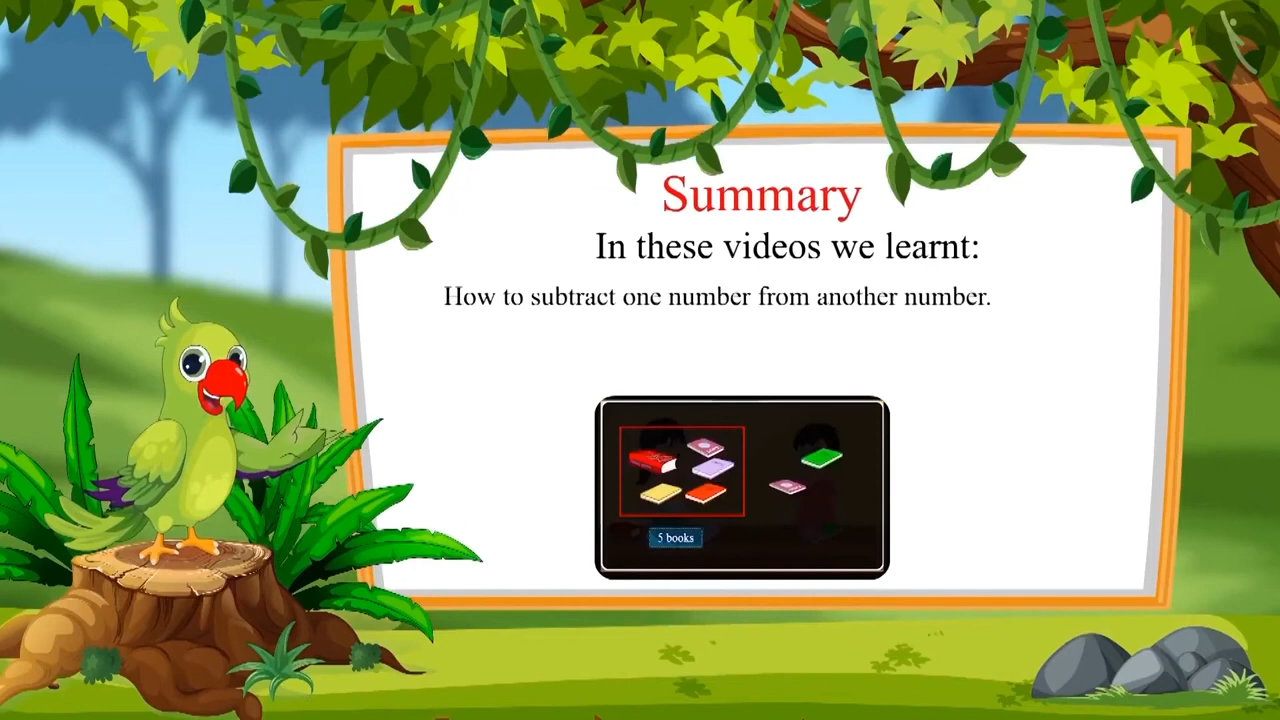 Summary
In these videos we learnt:
How to subtract one number from another number.
5 books